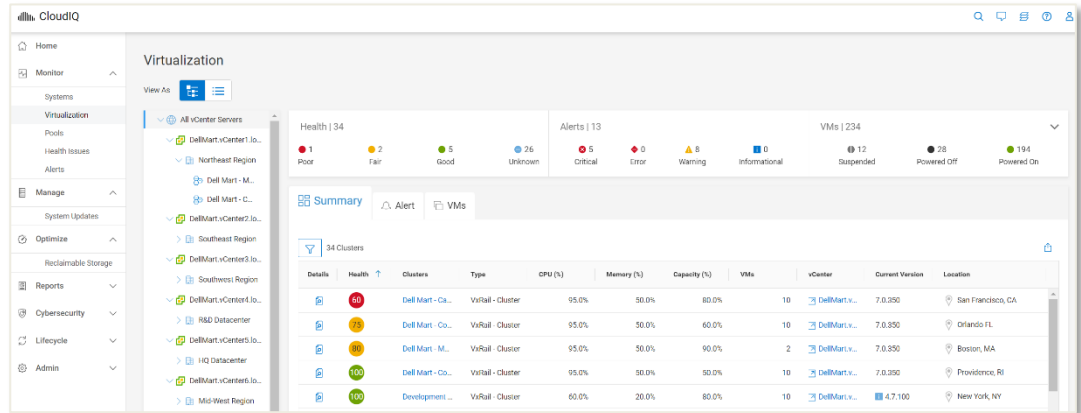 CloudIQ
Home
Monitor
Systems
Virtualization
Pools
Health Issues
Alerts
Manage
System Updates
Optimize
Reclaimable Storage
Reports
Cybersecurity
Lifecycle
Admin
Virtualization
View As
All vCenter Servers
DellMart.vCenter1.lo...
Northeast Region
Dell Mart - M...
Dell Mart - C...
DellMart.vCenter2.lo...
Southeast Region
DellMart.vCenter3.lo...
Southwest Region
DellMart.vCenter4.lo...
R&D Datacenter
DellMart.vCenter5.lo...
HQ Datacenter
DellMart.vCenter6.lo...
Mid-West Region
Health | 34
1 2 5 26
Poor Fair Good Unknown
Alerts | 13
5 0 8 0
Critical Error Warning Informational
VMs | 234
12 28 194
Suspended Powered Off Powered On
Summary Alert VMs
34 Clusters
Details Health Clusters Type CPU (%) Memory (%) Capacity (%) VMs vCenter Current Version Location
60 Dell Mart - Ca... VxRail - Cluster 95.0% 50.0% 80.0% 10 DellMart.v... 7.0.350 San Francisco, CA
75 Dell Mart - Co... VxRail - Cluster 95.0% 50.0% 60.0% 10 DellMart.v... 7.0.350 Orlando FL
80 Dell Mart - M... VxRail - Cluster 95.0% 50.0% 90.0% 2 DellMart.v... 7.0.350 Boston, MA
100 Dell Mart - Co... VxRail - Cluster 95.0% 50.0% 50.0% 10 DellMart.v... 7.0.350 Providence, RI
100 Development ... VxRail - Cluster 60.0% 20.0% 80.0% 10 DellMart.v... 4.7.100 New York, NY